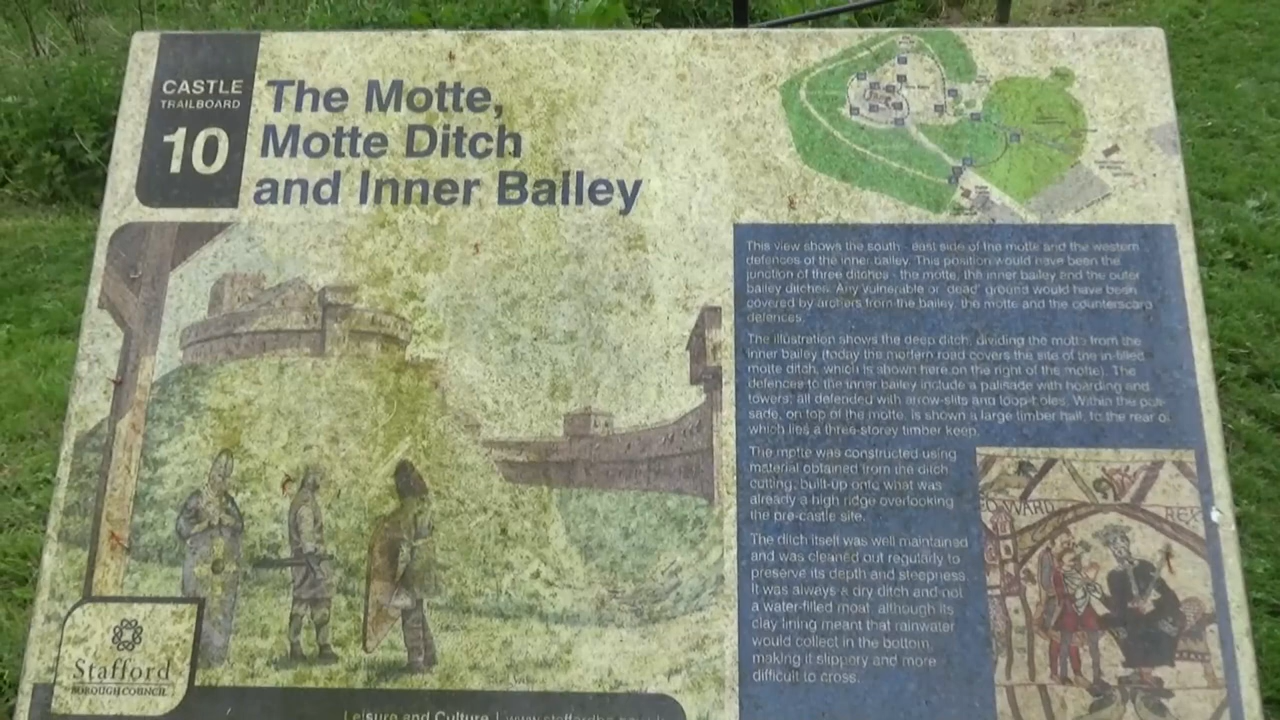 CASTLE
TRAILBOARD
10
The Motte,
Motte Ditch
and Inner Bailey
This view shows the south - east side of the motte and the western
defences of the inner bailey. This position would have been the
junction of three ditches - the motte, the inner bailey and the outer
bailey ditches. Any vulnerable or 'dead' ground would have been
covered by archers from the bailey, the motte and the counterscarp
defences.
The illustration shows the deep ditch, dividing the motte from the
inner bailey (today the modern road covers the site of the in-filled
motte ditch, which is shown here on the right of the motte). The
defences to the inner bailey include a palisade with hoarding and
towers; all defended with arrow-slits and loop-holes. Within the pali-
sade, on top of the motte, is shown a large timber hall, to the rear of
which lies a three-storey timber keep.
The motte was constructed using
material obtained from the ditch
cutting, built-up onto what was
already a high ridge overlooking
the pre-castle site.
The ditch itself was well maintained
and was cleaned out regularly to
preserve its depth and steepness.
It was always a dry ditch and not
a water-filled moat, although its
clay lining meant that rainwater
would collect in the bottom,
making it slippery and more
difficult to cross.
REX
Stafford
BOROUGH COUNCIL
Leisure and Culture |